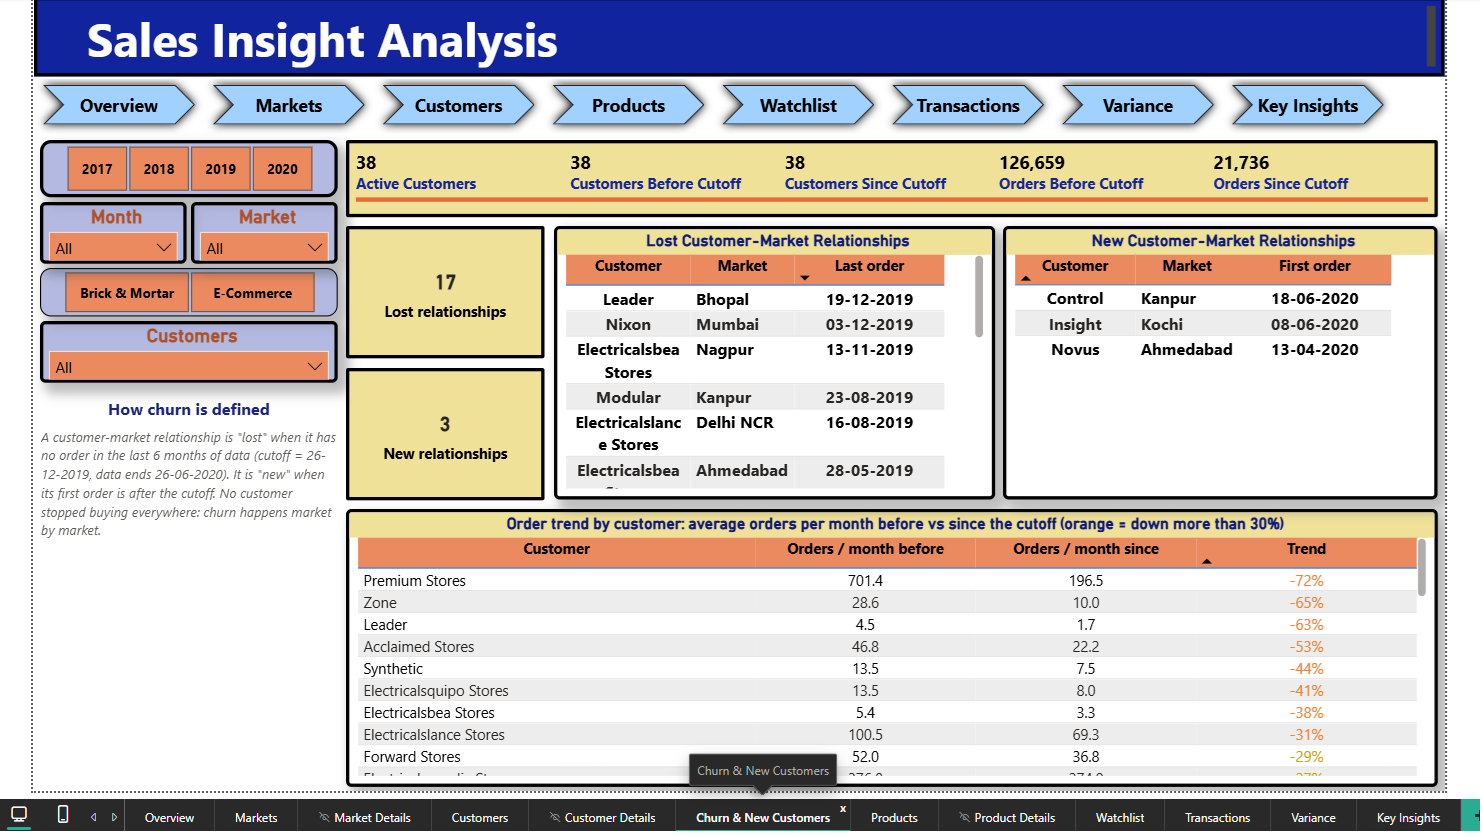 Sales Insight Analysis
Overview
Markets
Customers
Products
Watchlist
Transactions
Variance
Key Insights
2017
2018
2019
2020
Month
All
Market
All
Brick & Mortar
E-Commerce
Customers
All
How churn is defined
A customer-market relationship is "lost" when it has
no order in the last 6 months of data (cutoff = 26-
12-2019, data ends 26-06-2020). It is "new" when
its first order is after the cutoff. No customer
stopped buying everywhere: churn happens market
by market.
38
Active Customers
38
Customers Before Cutoff
38
Customers Since Cutoff
126,659
Orders Before Cutoff
21,736
Orders Since Cutoff
17
Lost relationships
3
New relationships
Lost Customer-Market Relationships
Customer Market Last order
Leader Bhopal 19-12-2019
Nixon Mumbai 03-12-2019
Electricalsbea Nagpur 13-11-2019
Stores
Modular Kanpur 23-08-2019
Electricalslanc Delhi NCR 16-08-2019
e Stores
Electricalsbea Ahmedabad 28-05-2019
New Customer-Market Relationships
Customer Market First order
Control Kanpur 18-06-2020
Insight Kochi 08-06-2020
Novus Ahmedabad 13-04-2020
Order trend by customer: average orders per month before vs since the cutoff (orange = down more than 30%)
Customer Orders / month before Orders / month since Trend
Premium Stores 701.4 196.5 -72%
Zone 28.6 10.0 -65%
Leader 4.5 1.7 -63%
Acclaimed Stores 46.8 22.2 -53%
Synthetic 13.5 7.5 -44%
Electricalsquipo Stores 13.5 8.0 -41%
Electricalsbea Stores 5.4 3.3 -38%
Electricalslance Stores 100.5 69.3 -31%
Forward Stores 52.0 36.8 -29%
Churn & New Customers
Overview
Markets
Market Details
Customers
Customer Details
Churn & New Customers
x
Products
Product Details
Watchlist
Transactions
Variance
Key Insights